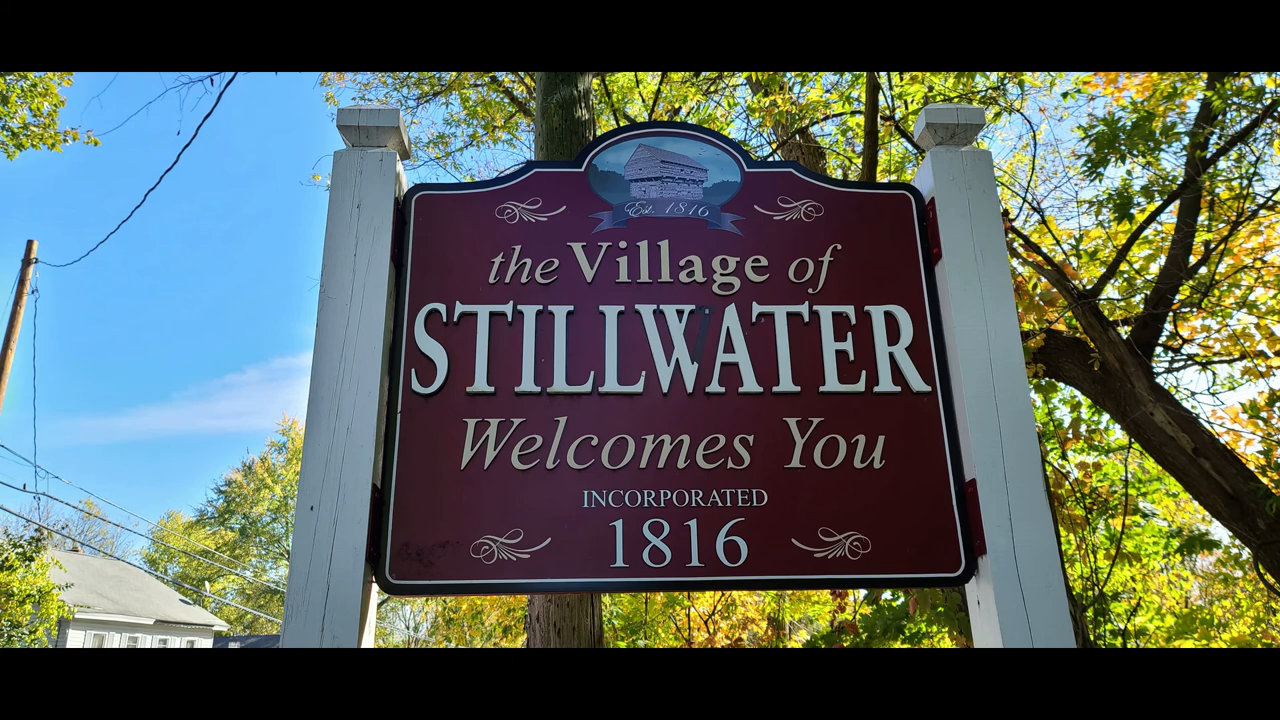 Est. 1816
the Village of
STILLWATER
Welcomes You
INCORPORATED
1816